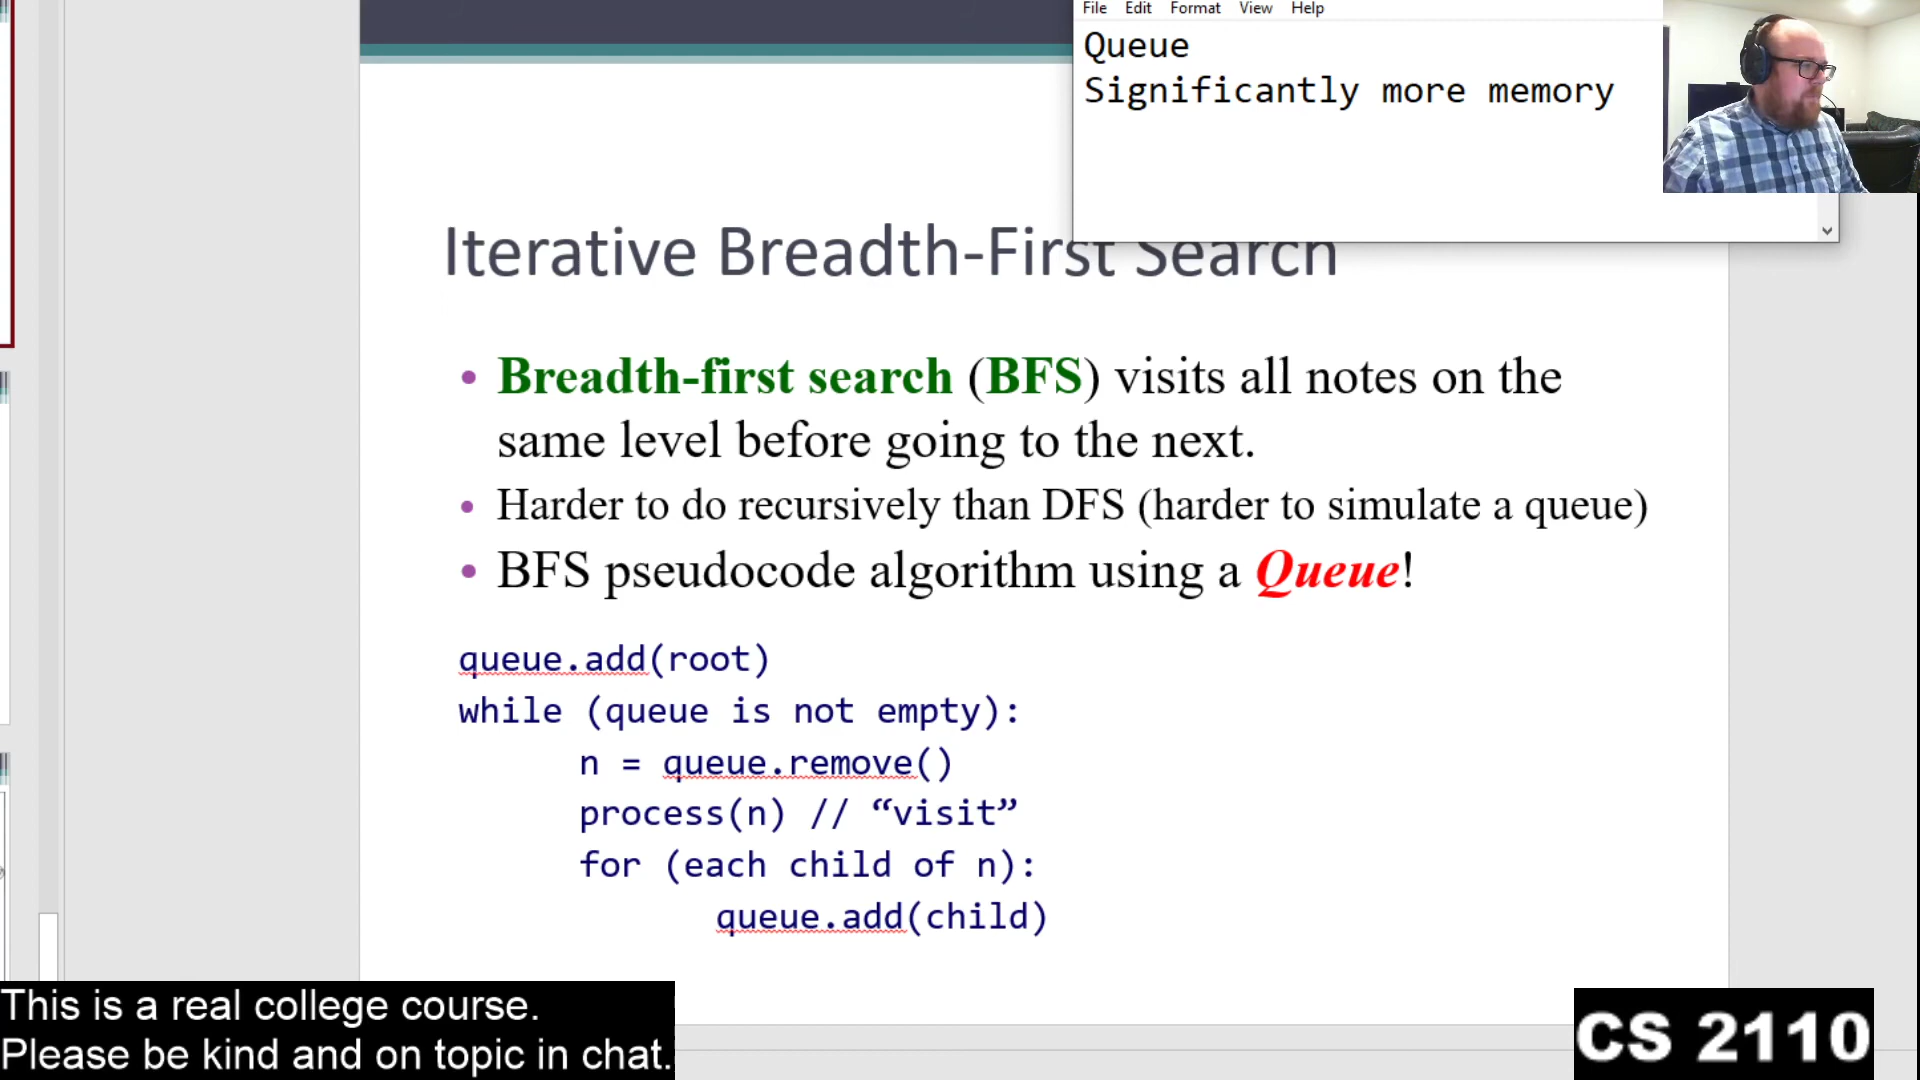 File Edit Format View Help
Queue
Significantly more memory
Iterative Breadth-First Search
• Breadth-first search (BFS) visits all notes on the
same level before going to the next.
• Harder to do recursively than DFS (harder to simulate a queue)
• BFS pseudocode algorithm using a Queue!
queue.add(root)
while (queue is not empty):
n = queue.remove()
process(n) // “visit”
for (each child of n):
queue.add(child)
This is a real college course.
Please be kind and on topic in chat.
CS 2110